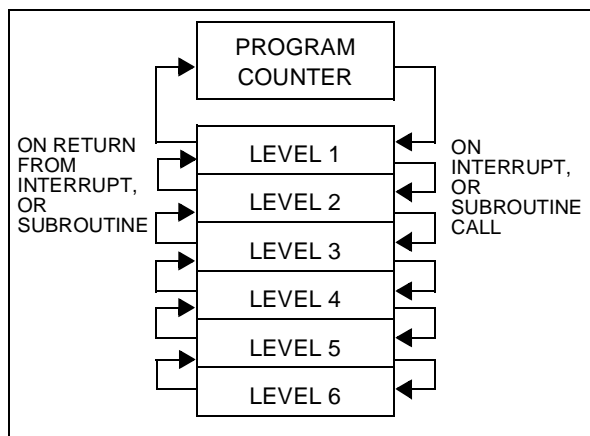 PROGRAM
COUNTER
ON RETURN
FROM
INTERRUPT,
OR
SUBROUTINE
ON
INTERRUPT,
OR
SUBROUTINE
CALL
LEVEL 1
LEVEL 2
LEVEL 3
LEVEL 4
LEVEL 5
LEVEL 6